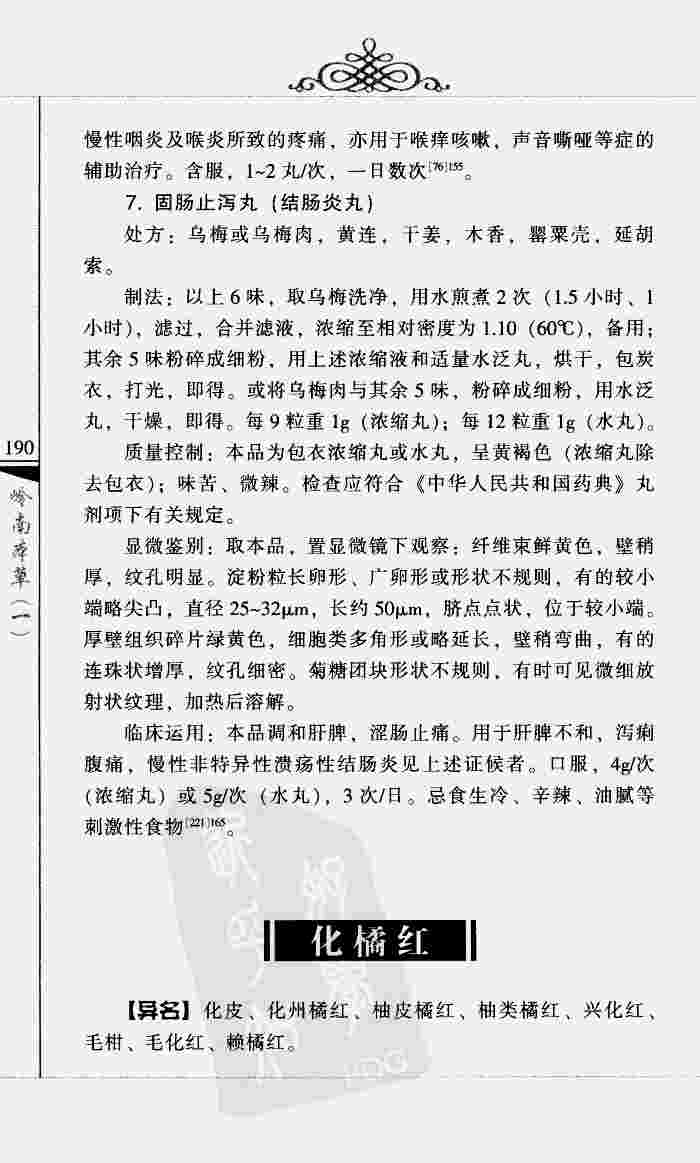 慢性咽炎及喉炎所致的疼痛，亦用于喉痒咳嗽，声音嘶哑等症的
辅助治疗。含服，1~2 丸/次，一日数次[76]155。
7. 固肠止泻丸（结肠炎丸）
处方：乌梅或乌梅肉，黄连，干姜，木香，罂粟壳，延胡
索。
制法：以上 6 味，取乌梅洗净，用水煎煮 2 次（1.5 小时、1
小时），滤过，合并滤液，浓缩至相对密度为 1.10（60℃），备用；
其余 5 味粉碎成细粉，用上述浓缩液和适量水泛丸，烘干，包炭
衣，打光，即得。或将乌梅肉与其余 5 味，粉碎成细粉，用水泛
丸，干燥，即得。每 9 粒重 1g（浓缩丸）；每 12 粒重 1g（水丸）。
质量控制：本品为包衣浓缩丸或水丸，呈黄褐色（浓缩丸除
去包衣）；味苦、微辣。检查应符合《中华人民共和国药典》丸
剂项下有关规定。
显微鉴别：取本品，置显微镜下观察：纤维束鲜黄色，壁稍
厚，纹孔明显。淀粉粒长卵形、广卵形或形状不规则，有的较小
端略尖凸，直径 25~32μm，长约 50μm，脐点点状，位于较小端。
厚壁组织碎片绿黄色，细胞类多角形或略延长，壁稍弯曲，有的
连珠状增厚，纹孔细密。菊糖团块形状不规则，有时可见微细放
射状纹理，加热后溶解。
临床运用：本品调和肝脾，涩肠止痛。用于肝脾不和，泻痢
腹痛，慢性非特异性溃疡性结肠炎见上述证候者。口服，4g/次
（浓缩丸）或 5g/次（水丸），3 次/日。忌食生冷、辛辣、油腻等
刺激性食物[221]165。
化橘红
【异名】化皮、化州橘红、柚皮橘红、柚类橘红、兴化红、
毛柑、毛化红、赖橘红。
190
岭南本草（一）